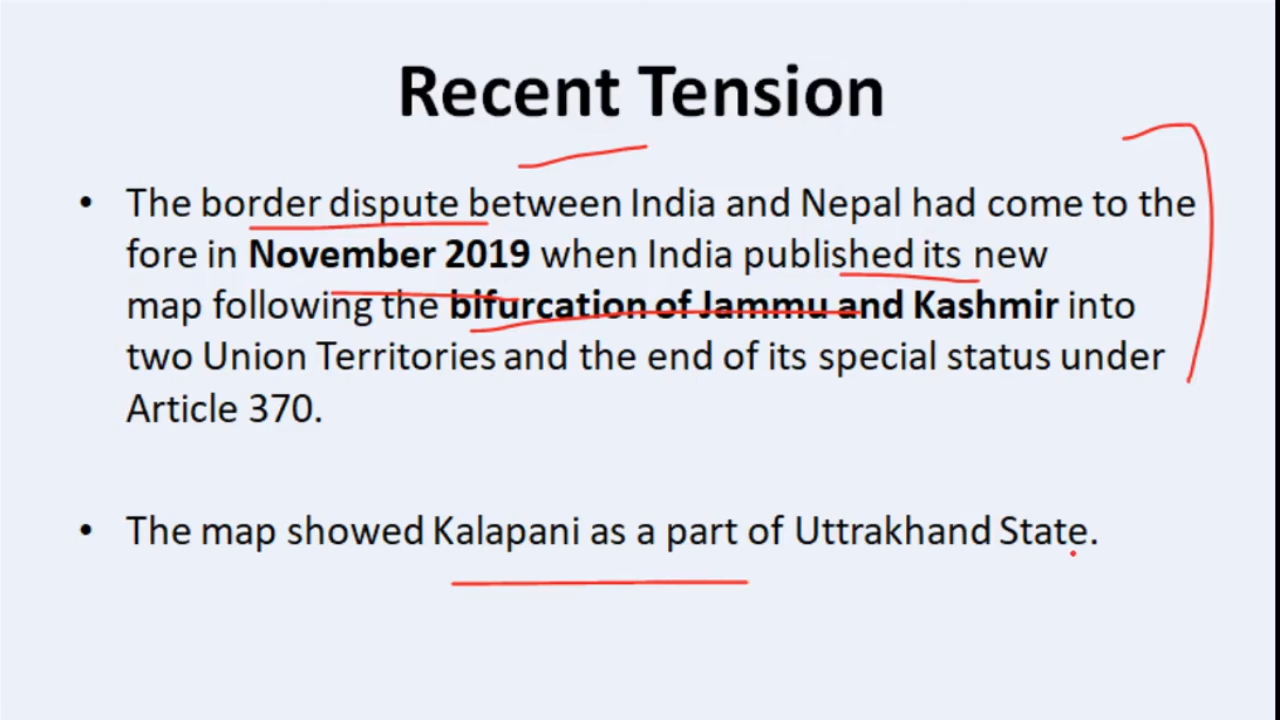 Recent Tension
• The border dispute between India and Nepal had come to the
fore in November 2019 when India published its new
map following the bifurcation of Jammu and Kashmir into
two Union Territories and the end of its special status under
Article 370.
• The map showed Kalapani as a part of Uttrakhand State.